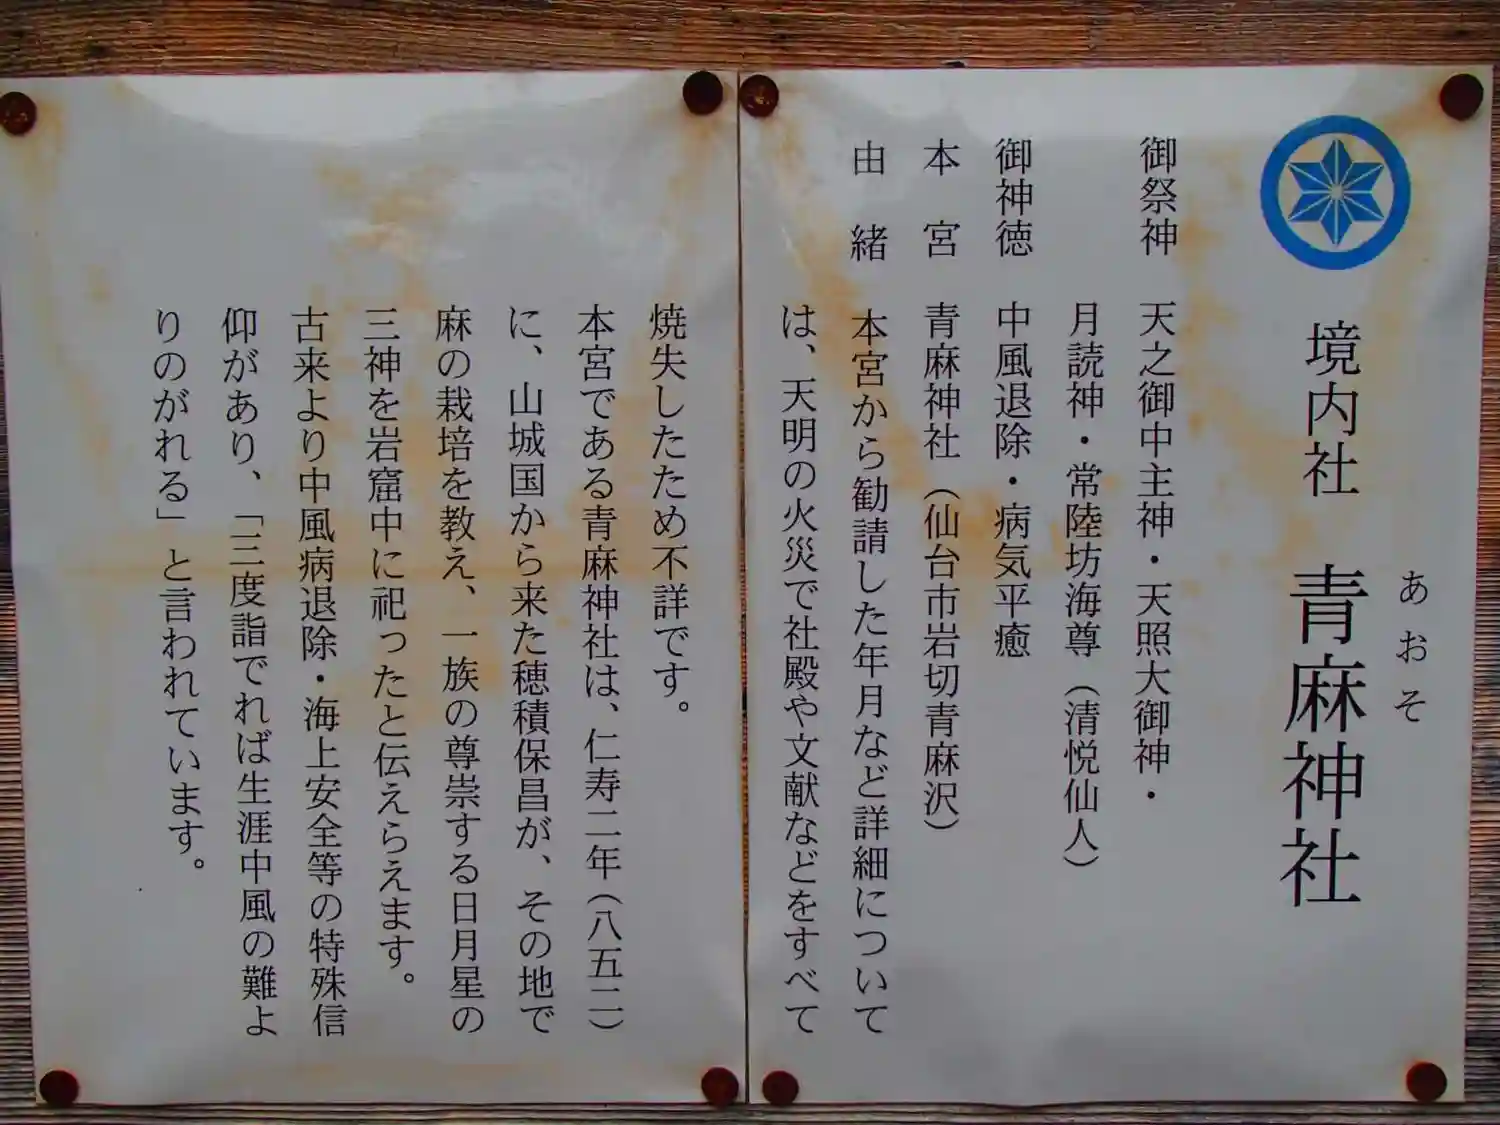 あおそ
境内社 青麻神社
御祭神 天之御中主神・天照大御神・
月読神・常陸坊海尊（清悦仙人）
御神徳 中風退除・病気平癒
本宮 青麻神社（仙台市岩切青麻沢）
由緒 本宮から勧請した年月など詳細について
は、天明の火災で社殿や文献などをすべて
焼失したため不詳です。
本宮である青麻神社は、仁寿二年（八五二）
に、山城国から来た穂積保昌が、その地で
麻の栽培を教え、一族の尊崇する日月星の
三神を岩窟中に祀ったと伝えらえます。
古来より中風病退除・海上安全等の特殊信
仰があり、「三度詣でれば生涯中風の難よ
りのがれる」と言われています。